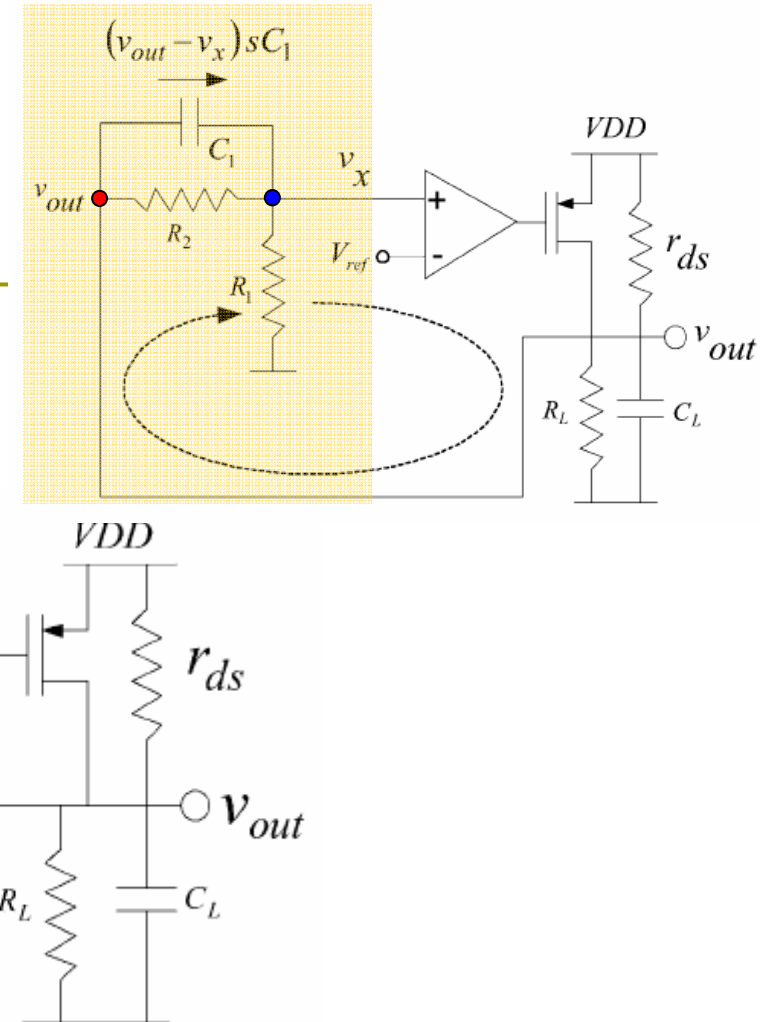 (v_out − v_x) sC_1
C_1
VDD
v_x
v_out
R_2
+
r_ds
V_ref
-
R_1
v_out
R_L
C_L
VDD
r_ds
v_out
R_L
C_L